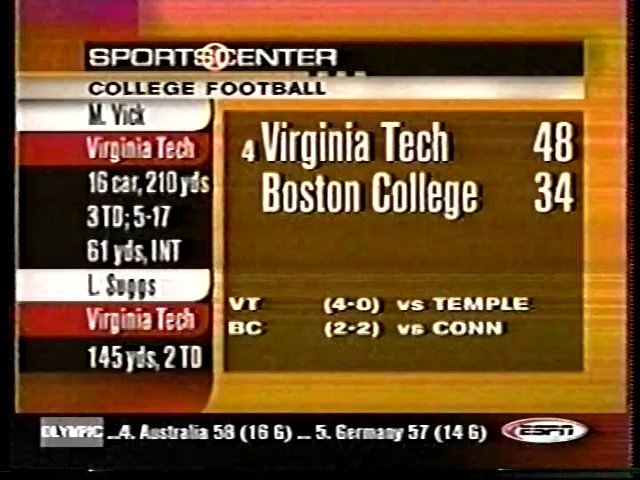 SPORTSCENTER
COLLEGE FOOTBALL
M. Vick
Virginia Tech
16 car, 210 yds
3 TD; 5-17
61 yds, INT
L. Suggs
Virginia Tech
145 yds, 2 TD
4 Virginia Tech 48
Boston College 34
VT (4-0) vs TEMPLE
BC (2-2) vs CONN
OLYMPIC ...4. Australia 58 (16 G) ... 5. Germany 57 (14 G)
ESPN